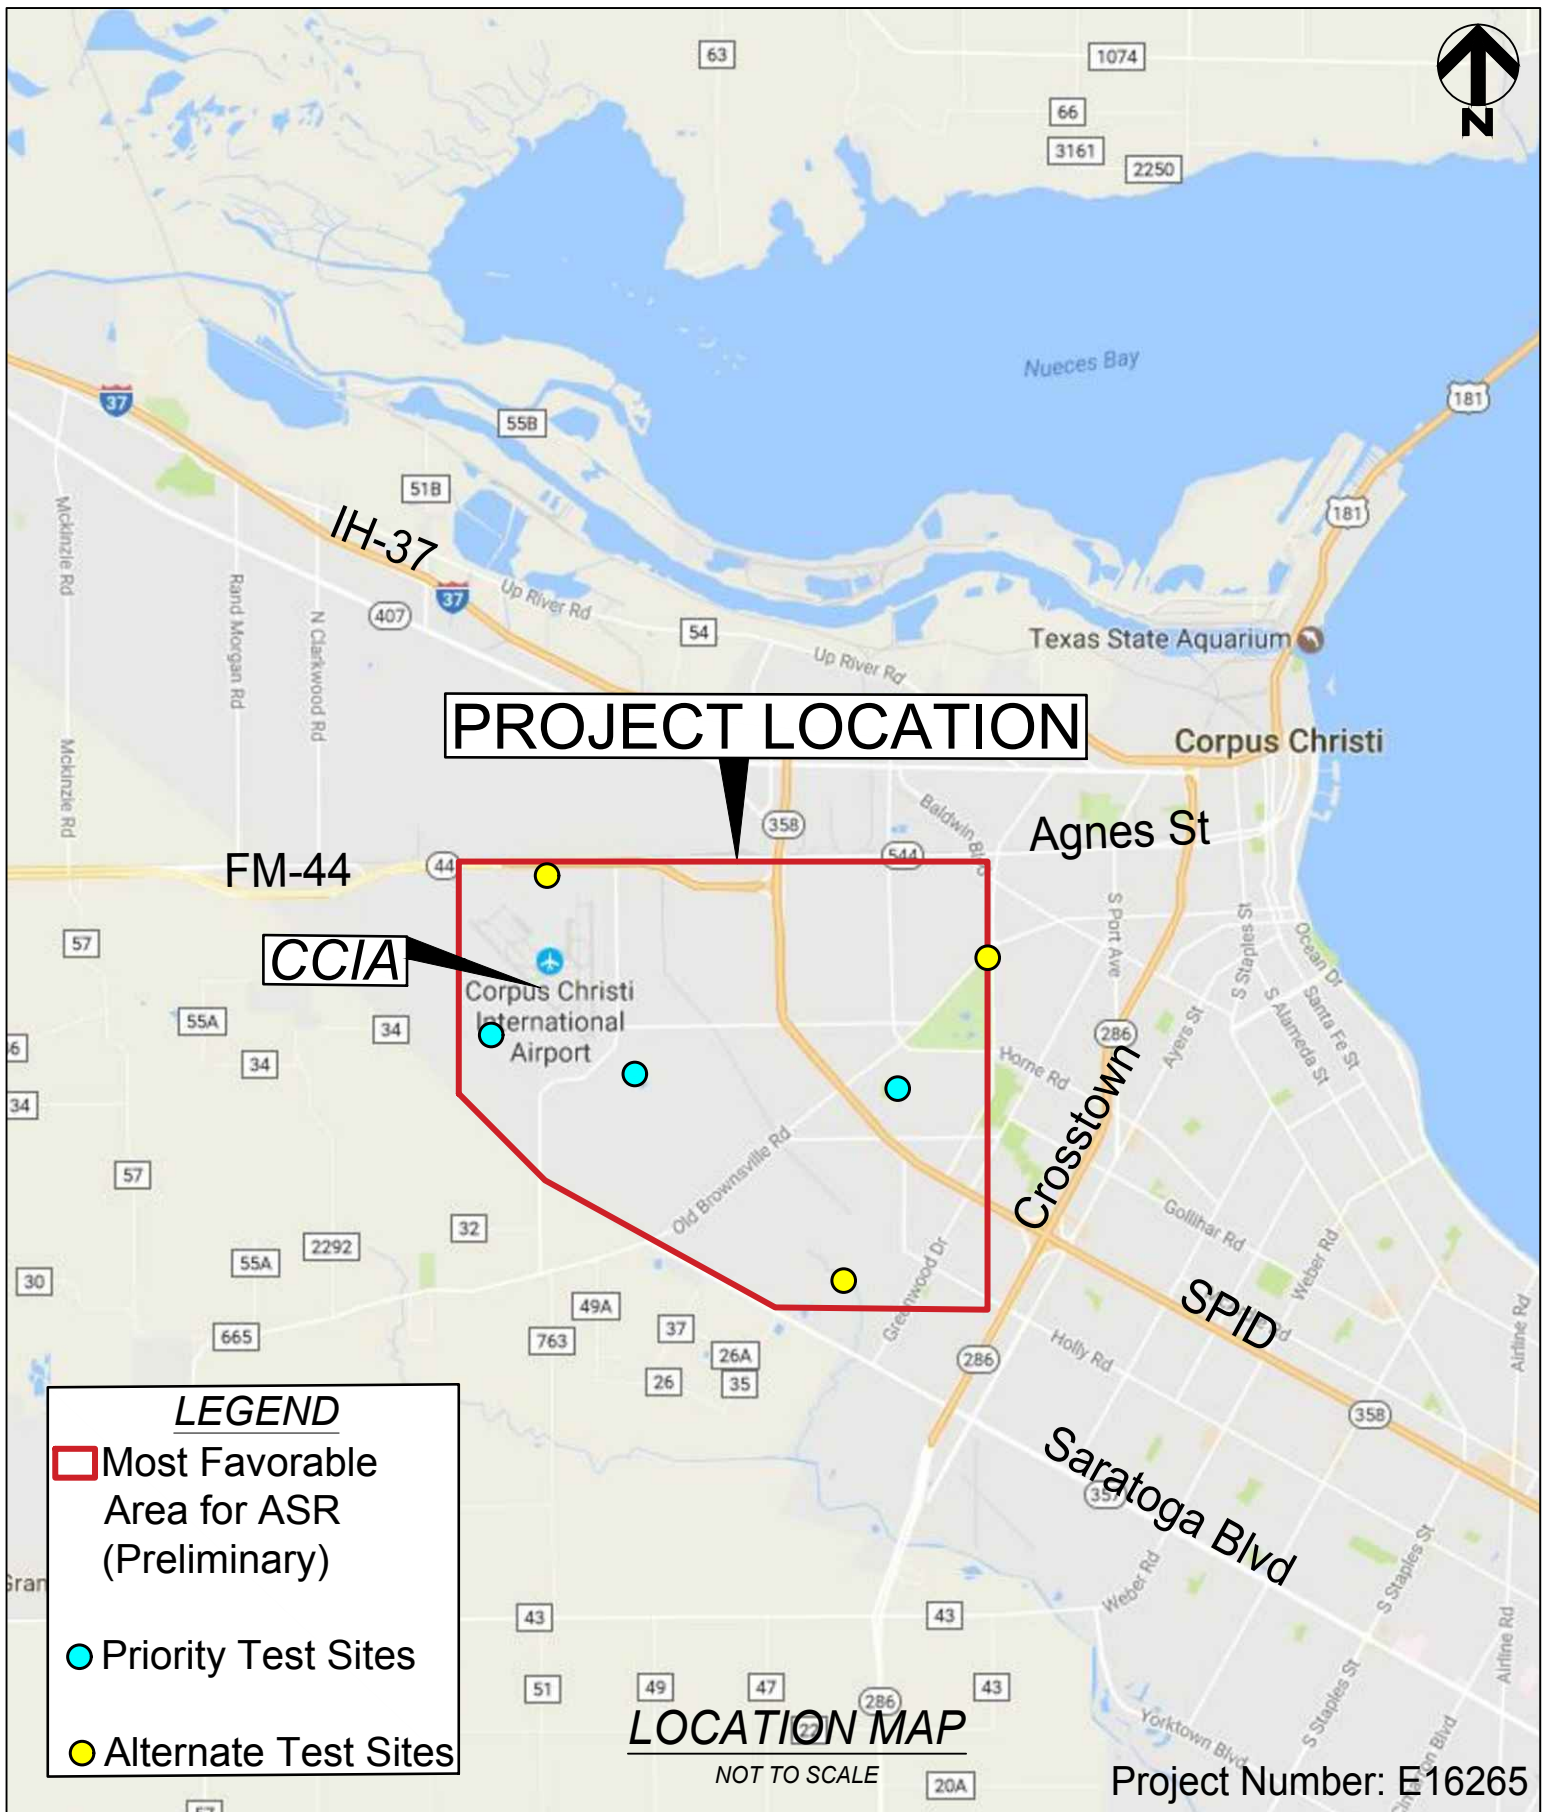 63
1074
66
3161
2250
N
Nueces Bay
181
37
55B
51B
181
Mckinzie Rd
IH-37
Rand Morgan Rd
N Clarkwood Rd
37
Up River Rd
407
54
Texas State Aquarium
Up River Rd
PROJECT LOCATION
Corpus Christi
Mckinzie Rd
358
Baldwin Blvd
Agnes St
544
FM-44
44
S Port Ave
S Staples St
57
CCIA
Ocean Dr
Corpus Christi
International
Airport
55A
34
286
Ayers St
S Alameda St
Santa Fe St
34
Horne Rd
34
Crosstown
57
Old Brownsville Rd
Gollihar Rd
32
2292
55A
Weber Rd
30
Greenwood Dr
SPID
49A
665
763
37
26A
Holly Rd
286
Airline Rd
26
35
358
LEGEND
Most Favorable
Area for ASR
(Preliminary)
Saratoga Blvd
357
Weber Rd
S Staples St
43
43
Priority Test Sites
Airline Rd
51
49
47
43
286
S Staples St
LOCATION MAP
22
Yorktown Blvd
Alternate Test Sites
NOT TO SCALE
20A
Project Number: E16265
57